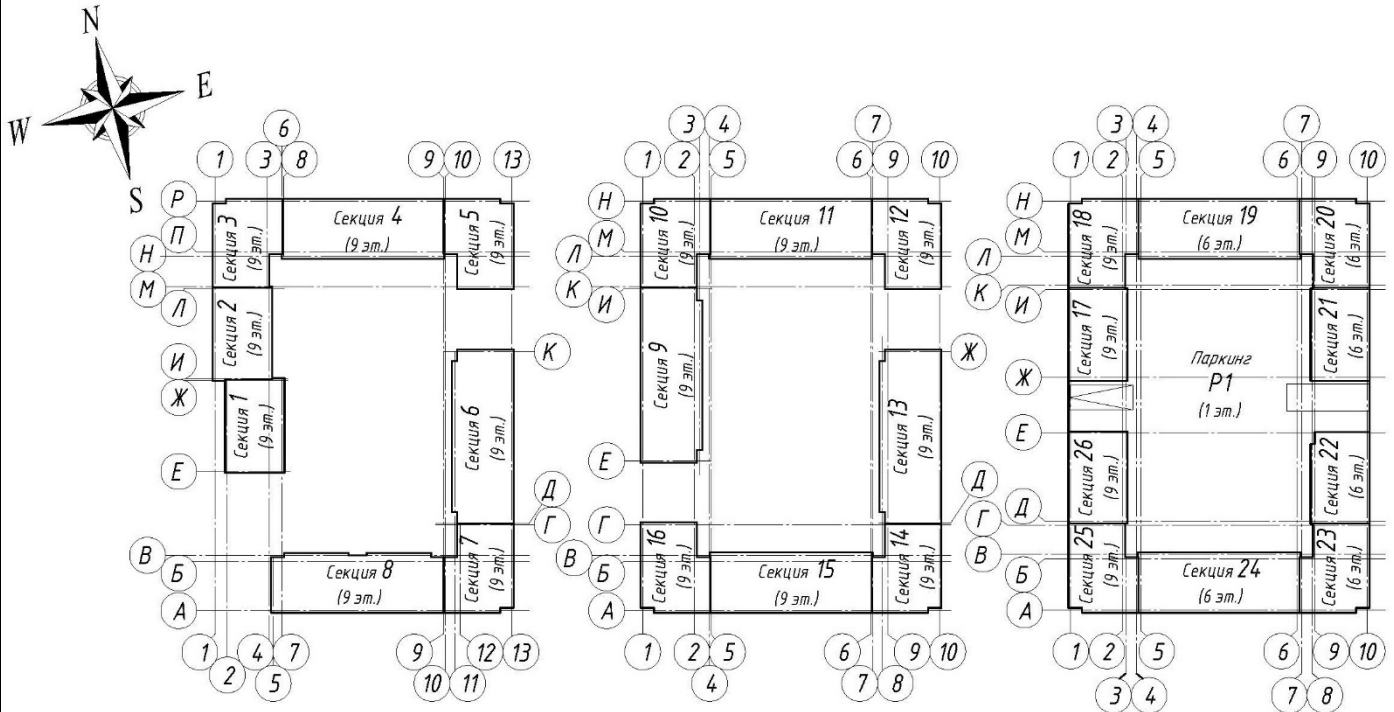 N
E
W
S
6
3 4
7
3 4
7
1 3 8
9 10 13
1 2 5
6 9 10
1 2 5
6 9 10
Р
П
Н
М
Л
И
Ж
Е
В
Б
А
К
Д
Г
Секция 3
(9 эт.)
Секция 4
(9 эт.)
Секция 5
(9 эт.)
Секция 2
(9 эт.)
Секция 1
(9 эт.)
Секция 6
(9 эт.)
Секция 7
(9 эт.)
Секция 8
(9 эт.)
1 4 7
9 12 13
2 5
10 11
Н
М
Л
К
И
Е
Г
В
Б
А
Ж
Д
Секция 10
(9 эт.)
Секция 11
(9 эт.)
Секция 12
(9 эт.)
Секция 9
(9 эт.)
Секция 13
(9 эт.)
Секция 16
(9 эт.)
Секция 15
(9 эт.)
Секция 14
(9 эт.)
1 2 5
6 9 10
4
7 8
Н
М
Л
К
И
Ж
Е
Д
Г
В
Б
А
Секция 18
(9 эт.)
Секция 19
(6 эт.)
Секция 20
(6 эт.)
Секция 17
(9 эт.)
Секция 21
(6 эт.)
Паркинг
Р1
(1 эт.)
Секция 26
(9 эт.)
Секция 22
(6 эт.)
Секция 25
(9 эт.)
Секция 24
(6 эт.)
Секция 23
(6 эт.)
1 2 5
6 9 10
3 4
7 8